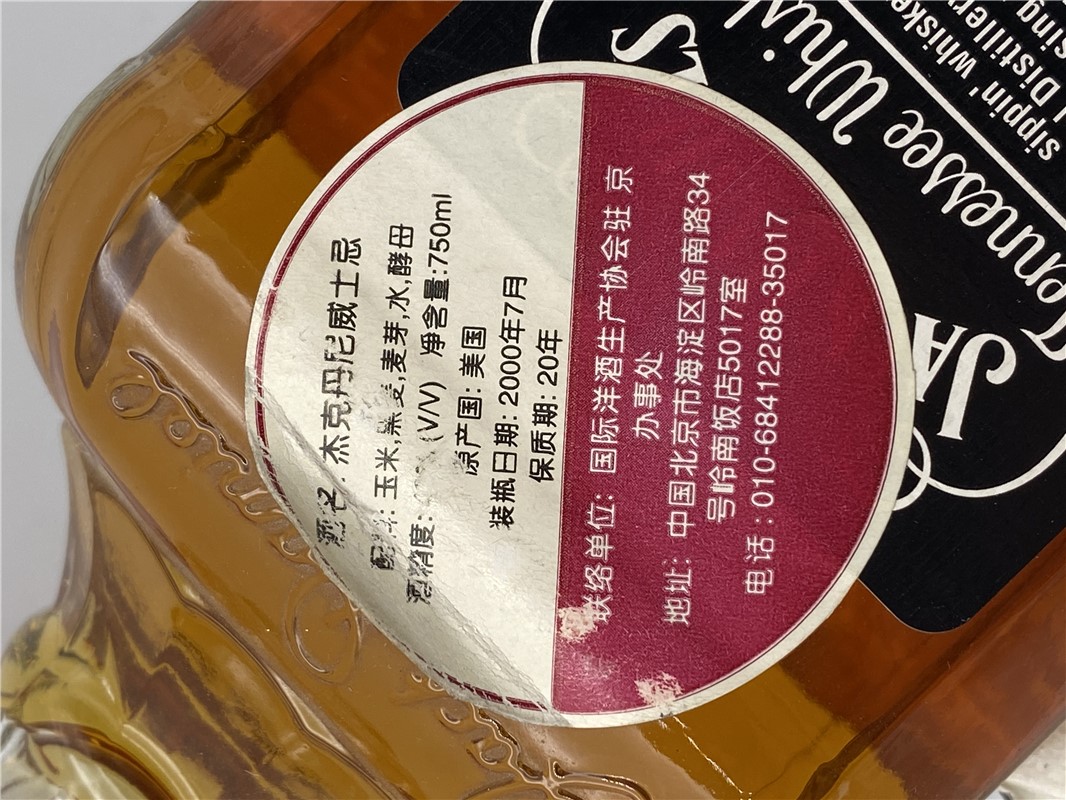 酒名: 杰克丹尼威士忌
配料: 玉米,黑麦,麦芽,水,酵母
酒精度: (V/V) 净含量:750ml
原产国: 美国
装瓶日期: 2000年7月
保质期: 20年
联络单位: 国际洋酒生产协会驻 京
办事处
地址: 中国北京市海淀区岭南路34
号岭南饭店5017室
电话: 010-68412288-35017
JA
Tennessee Whisk
sippin' whiske
Distillery